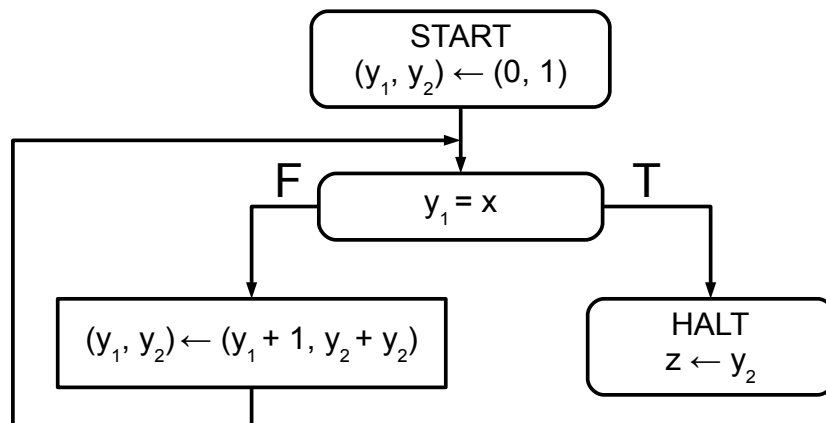 START
(y₁, y₂) ← (0, 1)
F
T
y₁ = x
(y₁, y₂) ← (y₁ + 1, y₂ + y₂)
HALT
z ← y₂